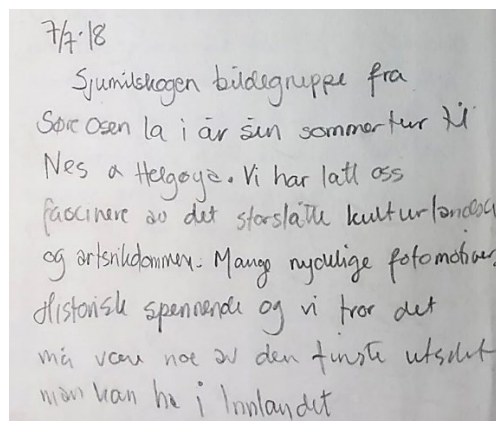 7/7-18
Sjumilskogen bildegruppe fra
Søre Osen la i år sin sommertur til
Nes & Helgøya. Vi har latt oss
fascinere av det storslåtte kulturlandsk
og artsrikdommen. Mange nydelige fotomotiver.
Historisk spennende og vi tror det
må være noe av den finste utsikt
man kan ha i Innlandet